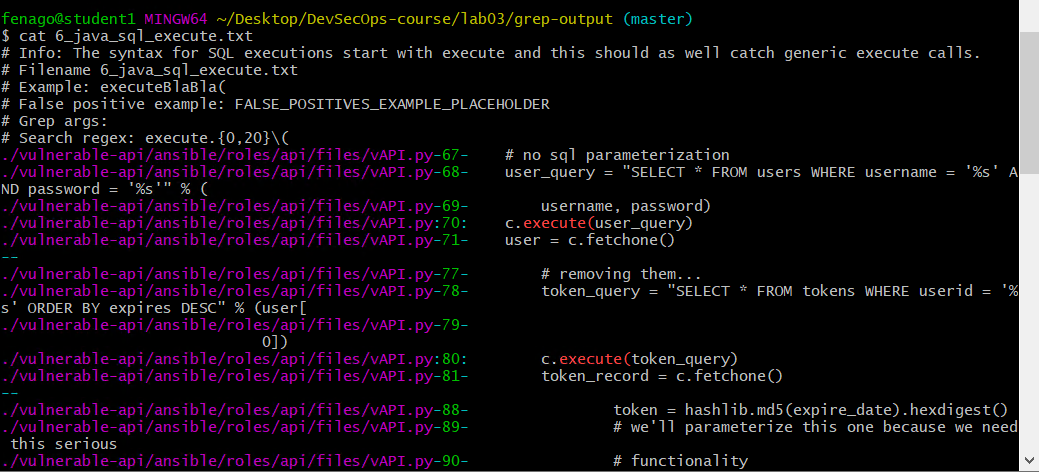 fenago@student1 MINGW64 ~/Desktop/DevSecOps-course/lab03/grep-output (master)
$ cat 6_java_sql_execute.txt
# Info: The syntax for SQL executions start with execute and this should as well catch generic execute calls.
# Filename 6_java_sql_execute.txt
# Example: executeBlaBla(
# False positive example: FALSE_POSITIVES_EXAMPLE_PLACEHOLDER
# Grep args:
# Search regex: execute.{0,20}\(
./vulnerable-api/ansible/roles/api/files/vAPI.py-67-    # no sql parameterization
./vulnerable-api/ansible/roles/api/files/vAPI.py-68-    user_query = "SELECT * FROM users WHERE username = '%s' A
ND password = '%s'" % (
./vulnerable-api/ansible/roles/api/files/vAPI.py-69-        username, password)
./vulnerable-api/ansible/roles/api/files/vAPI.py:70:    c.execute(user_query)
./vulnerable-api/ansible/roles/api/files/vAPI.py-71-    user = c.fetchone()
--
./vulnerable-api/ansible/roles/api/files/vAPI.py-77-        # removing them...
./vulnerable-api/ansible/roles/api/files/vAPI.py-78-        token_query = "SELECT * FROM tokens WHERE userid = '%
s' ORDER BY expires DESC" % (user[
./vulnerable-api/ansible/roles/api/files/vAPI.py-79-
                             0])
./vulnerable-api/ansible/roles/api/files/vAPI.py:80:        c.execute(token_query)
./vulnerable-api/ansible/roles/api/files/vAPI.py-81-        token_record = c.fetchone()
--
./vulnerable-api/ansible/roles/api/files/vAPI.py-88-                token = hashlib.md5(expire_date).hexdigest()
./vulnerable-api/ansible/roles/api/files/vAPI.py-89-                # we'll parameterize this one because we need
 this serious
./vulnerable-api/ansible/roles/api/files/vAPI.py-90-                # functionality